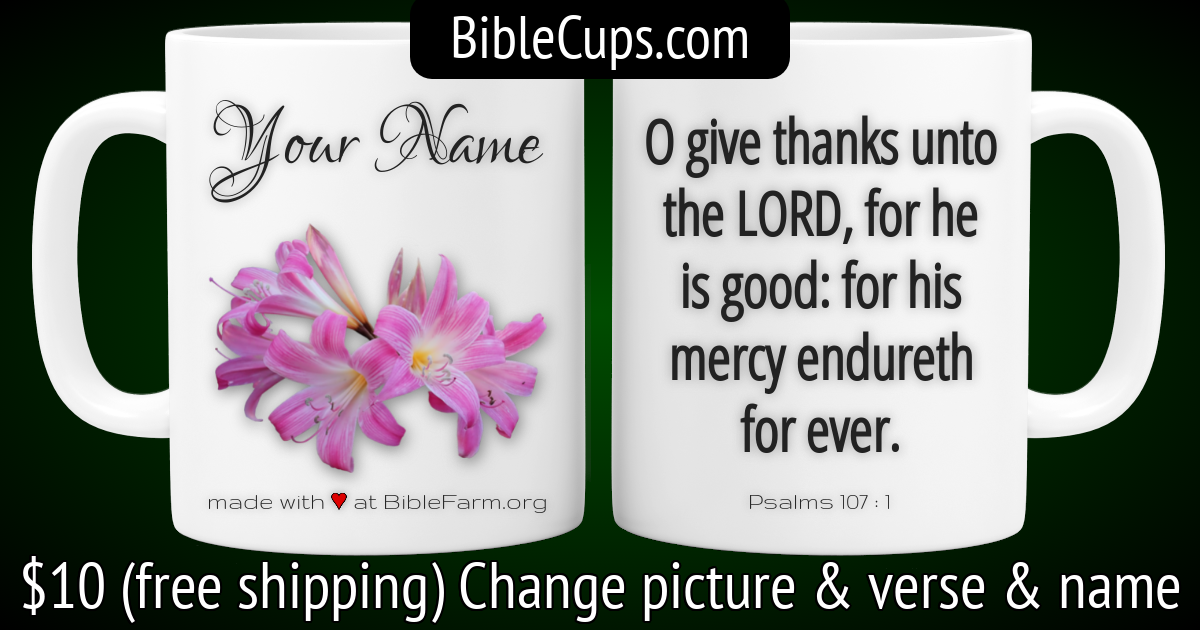 BibleCups.com
Your Name
made with ♥ at BibleFarm.org
O give thanks unto
the LORD, for he
is good: for his
mercy endureth
for ever.
Psalms 107 : 1
$10 (free shipping) Change picture & verse & name